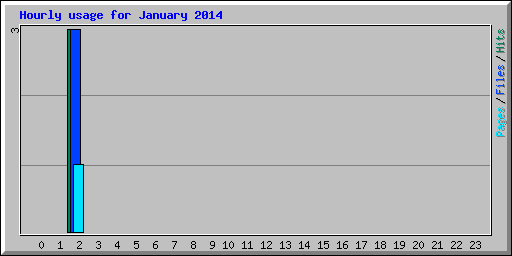 Hourly usage for January 2014
3
Pages/Files/Hits
0 1 2 3 4 5 6 7 8 9 10 11 12 13 14 15 16 17 18 19 20 21 22 23